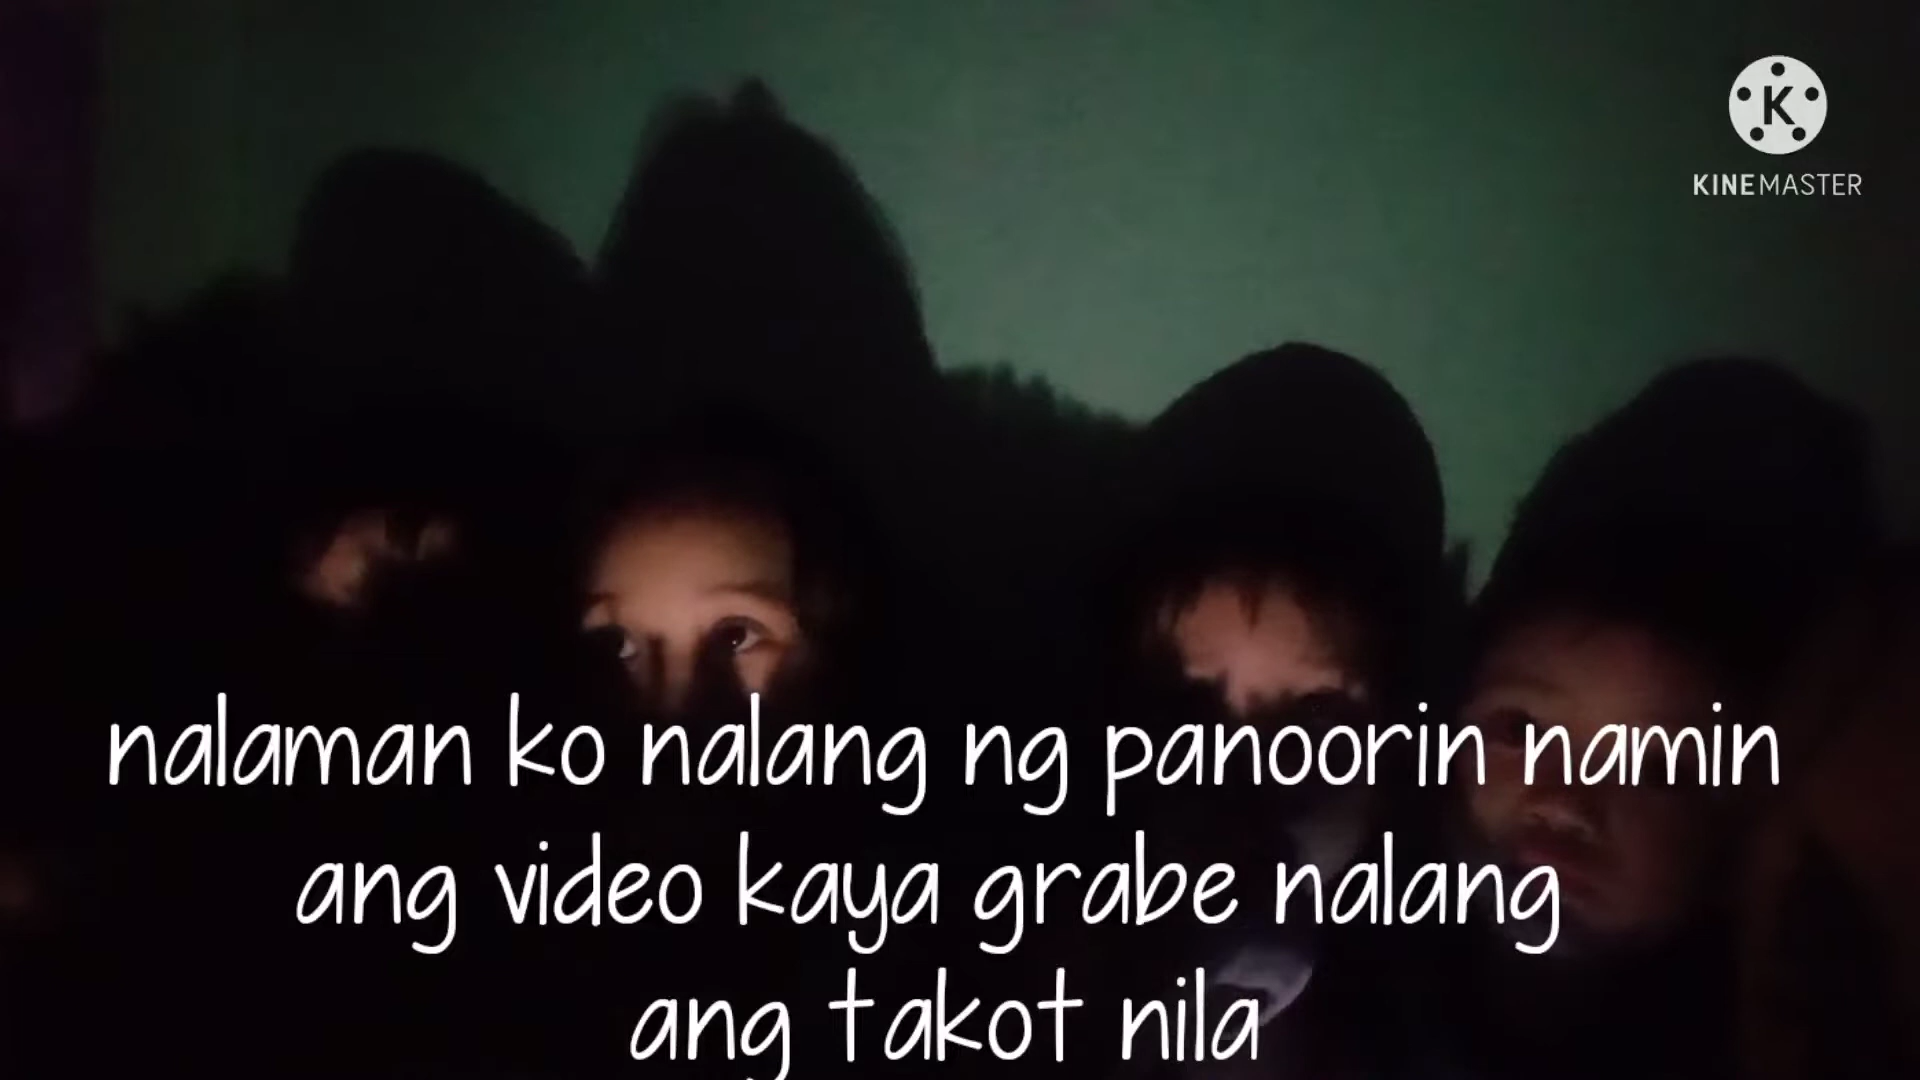 K
KINEMASTER
nalaman ko nalang ng panoorin namin
ang video kaya grabe nalang
ang takot nila